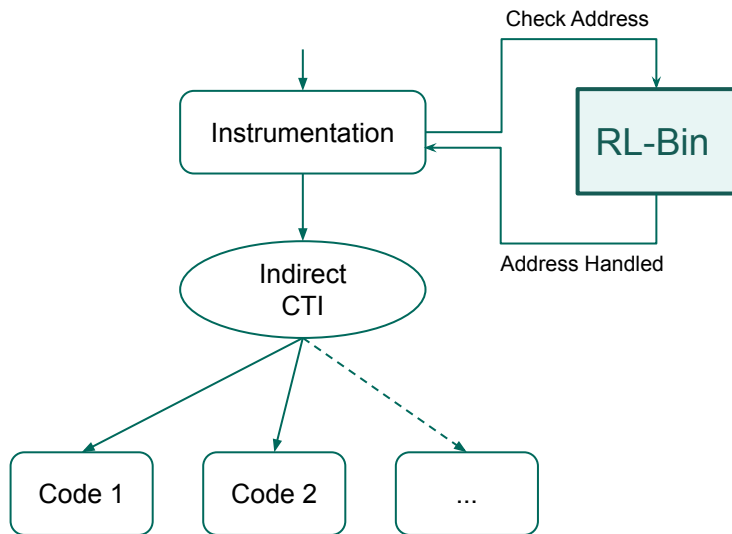 Check Address
Instrumentation
RL-Bin
Address Handled
Indirect
CTI
Code 1
Code 2
...